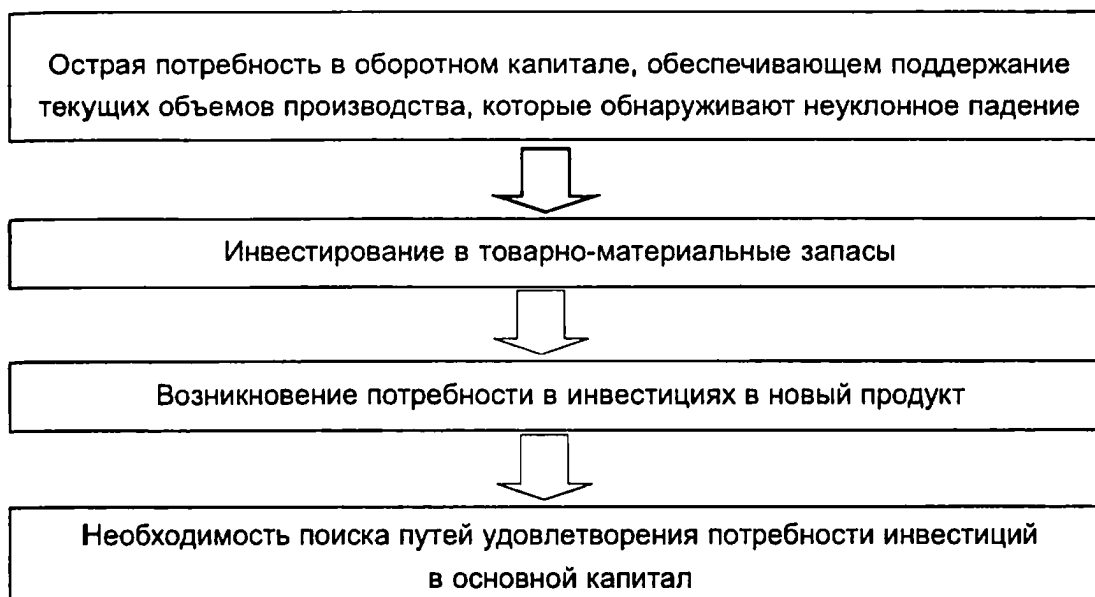 Острая потребность в оборотном капитале, обеспечивающем поддержание
текущих объемов производства, которые обнаруживают неуклонное падение
Инвестирование в товарно-материальные запасы
Возникновение потребности в инвестициях в новый продукт
Необходимость поиска путей удовлетворения потребности инвестиций
в основной капитал